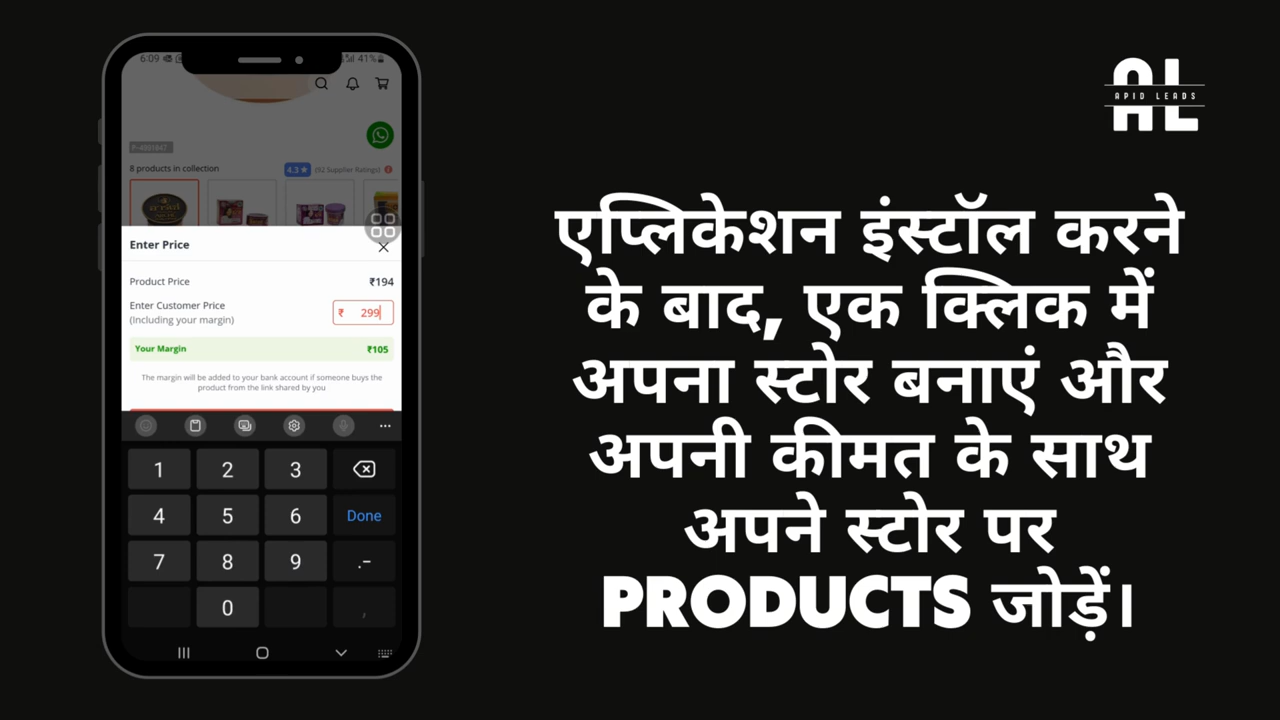 6:09
41%
P-4001847
8 products in collection
4.3 ★ (92 Supplier Ratings)
Enter Price
Product Price ₹194
Enter Customer Price
(Including your margin)
₹ 299
Your Margin ₹105
The margin will be added to your bank account if someone buys the
product from the link shared by you
1 2 3
4 5 6 Done
7 8 9 .-
0 ,
AL
APID LEADS
एप्लिकेशन इंस्टॉल करने
के बाद, एक क्लिक में
अपना स्टोर बनाएं और
अपनी कीमत के साथ
अपने स्टोर पर
PRODUCTS जोड़ें।